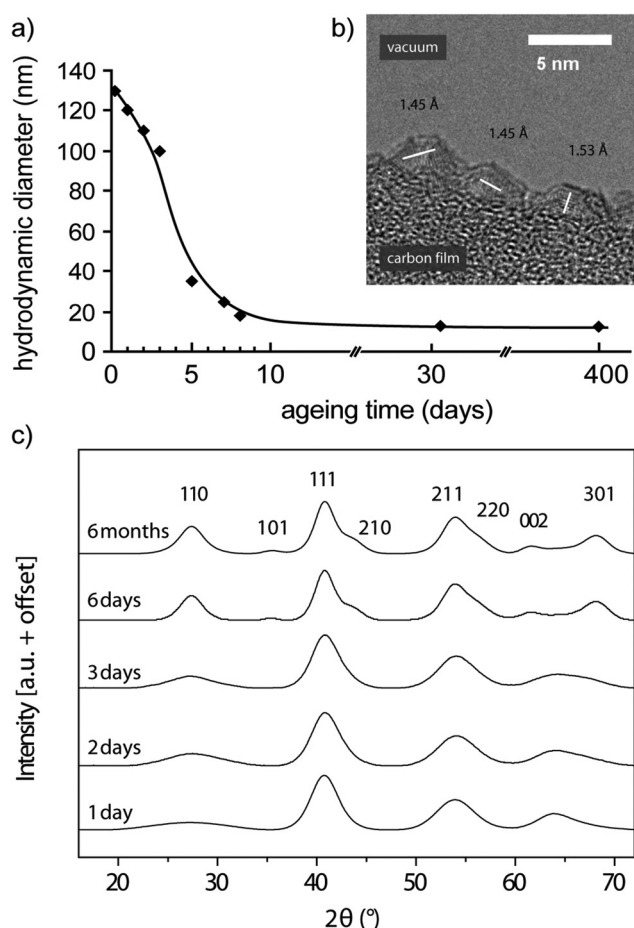 a)
hydrodynamic diameter (nm)
140
120
100
80
60
40
20
0
0
5
10
30
400
ageing time (days)
b)
vacuum
5 nm
1.45 Å
1.45 Å
1.53 Å
carbon film
c)
Intensity [a.u. + offset]
110
101
111
210
211
220
002
301
6 months
6 days
3 days
2 days
1 day
20
30
40
50
60
70
2θ (°)